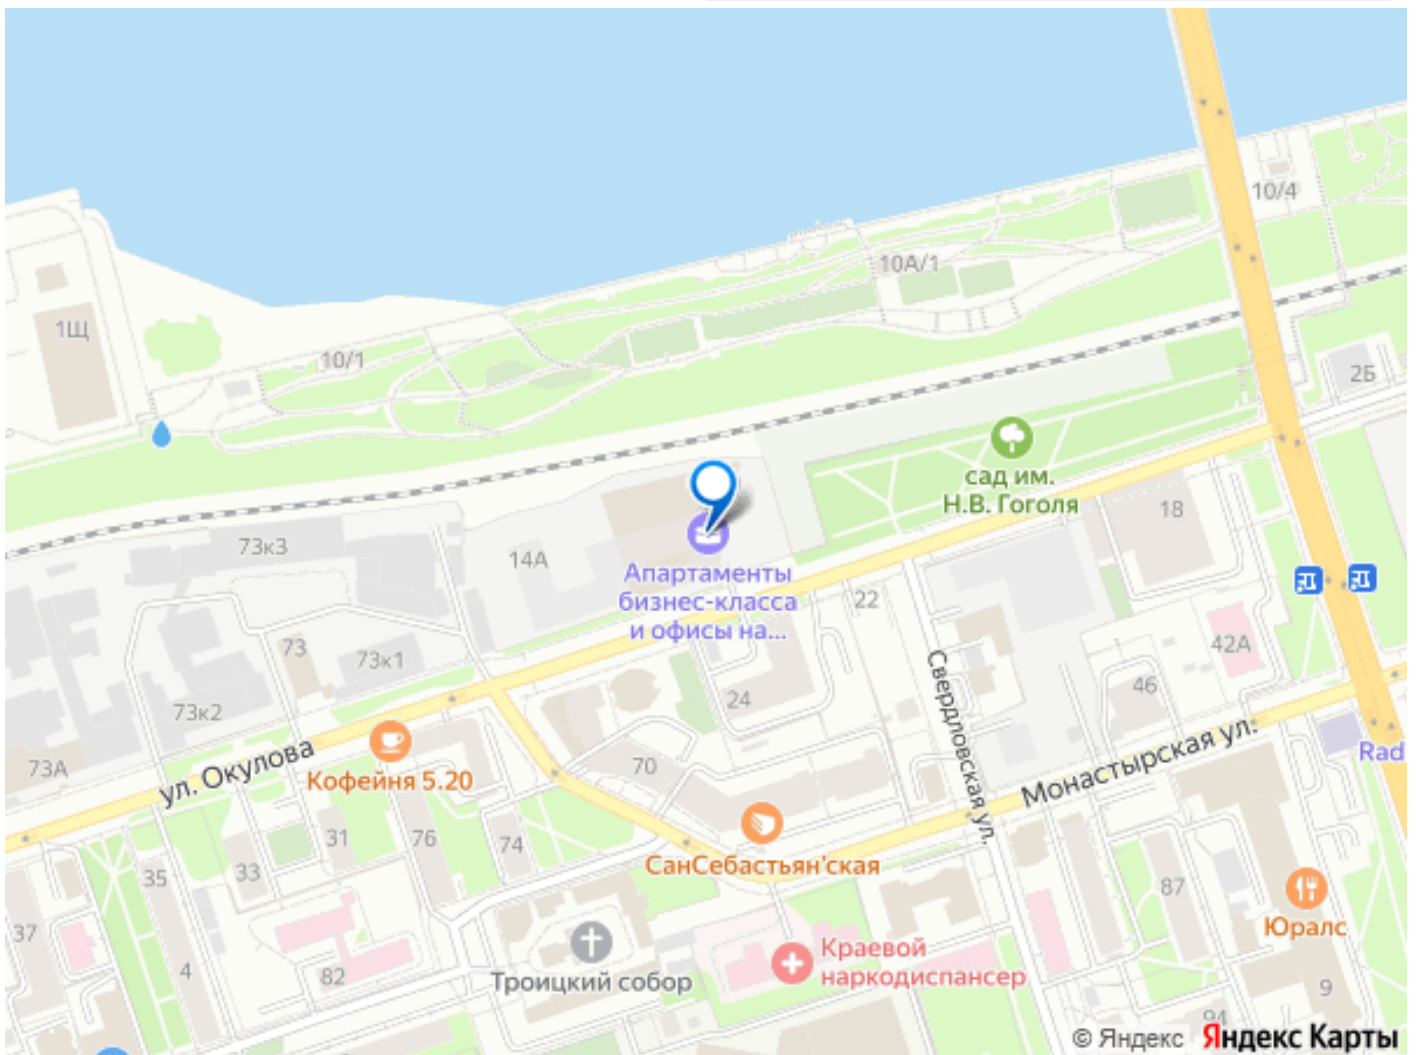 10/4
10А/1
1Щ
10/1
2Б
сад им.
Н.В. Гоголя
18
73к3
14А
Апартаменты
бизнес-класса
и офисы на...
22
42А
73
73к1
Свердловская ул.
46
24
73к2
Монастырская ул.
Rad
ул. Окулова
70
73А
Кофейня 5.20
31
76
74
СанСебастьян'ская
33
35
87
Юралс
37
Краевой
наркодиспансер
4
82
Троицкий собор
9
94
© Яндекс Яндекс Карты